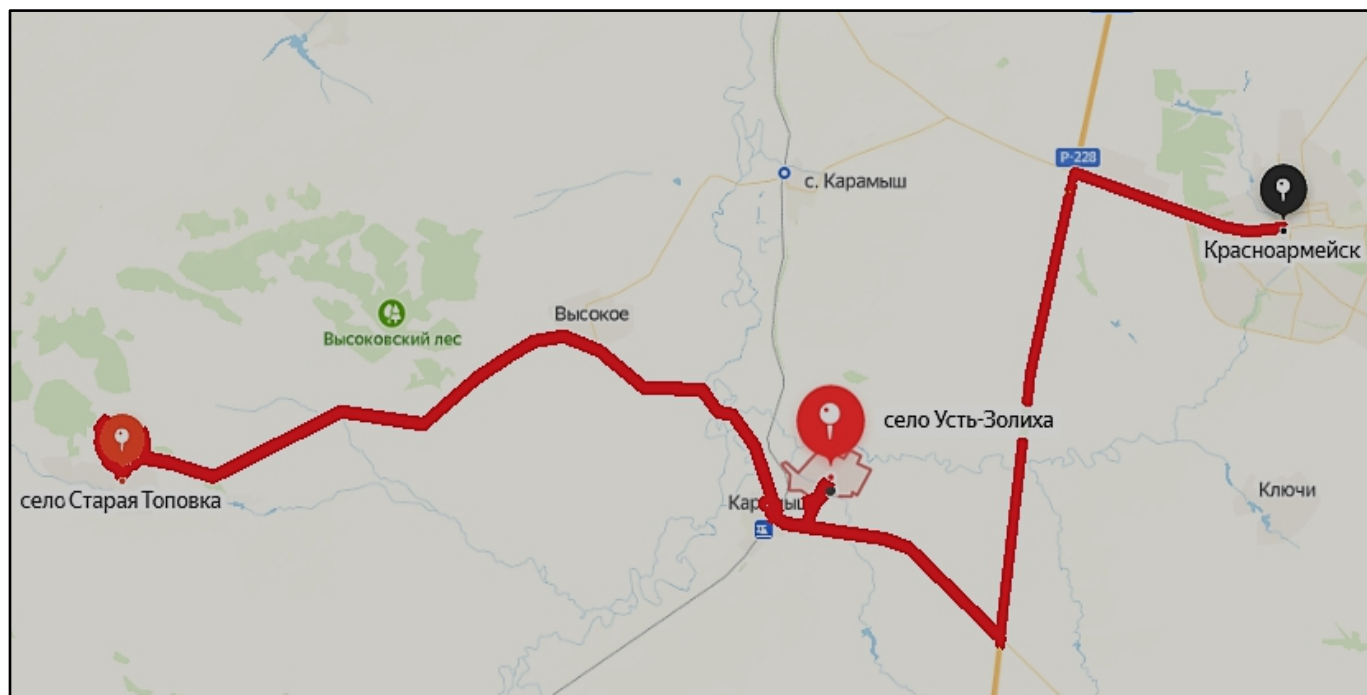 Р-228
с. Карамыш
Красноармейск
Высокое
Высоковский лес
село Усть-Золиха
село Старая Топовка
Ключи